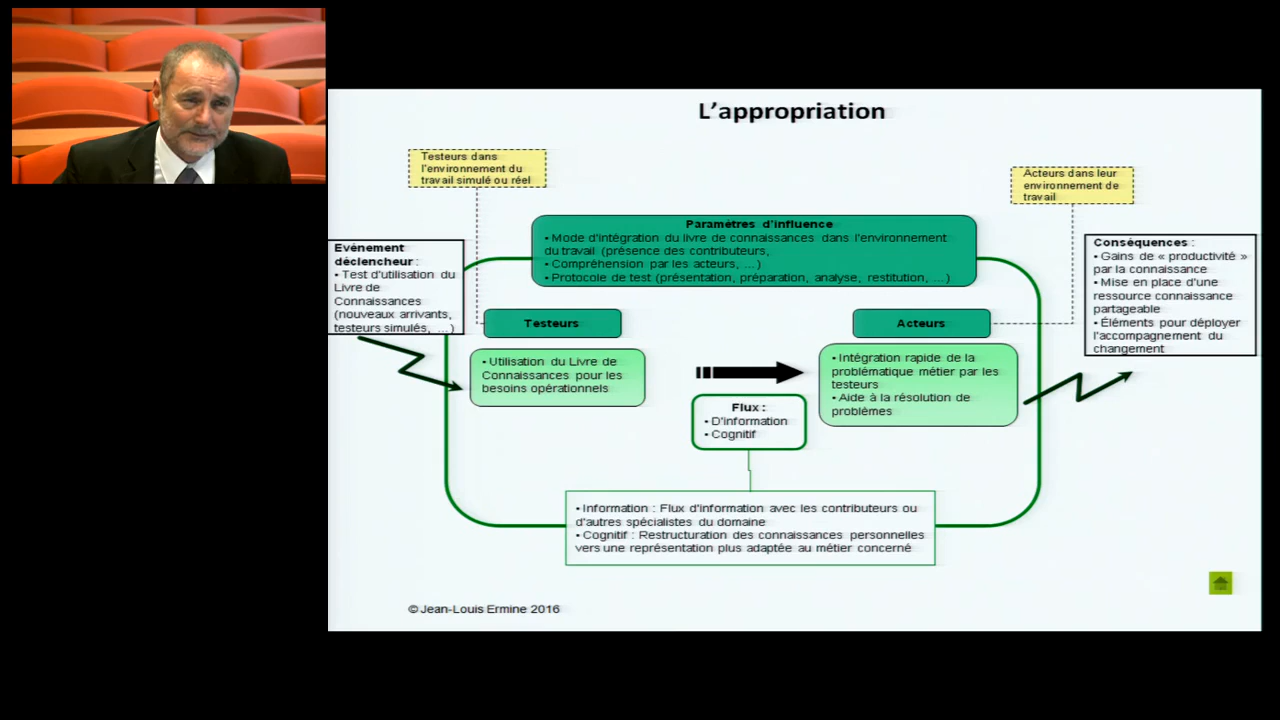 L'appropriation
Testeurs dans
l'environnement du
travail simulé ou réel
Acteurs dans leur
environnement de
travail
Paramètres d'influence
• Mode d'intégration du livre de connaissances dans l'environnement
du travail (présence des contributeurs,
• Compréhension par les acteurs, ...)
• Protocole de test (présentation, préparation, analyse, restitution, ...)
Evénement
déclencheur :
• Test d'utilisation du
Livre de
Connaissances
(nouveaux arrivants,
testeurs simulés, ...)
Conséquences :
• Gains de « productivité »
par la connaissance
• Mise en place d'une
ressource connaissance
partageable
• Éléments pour déployer
l'accompagnement du
changement
Testeurs
Acteurs
• Utilisation du Livre de
Connaissances pour les
besoins opérationnels
• Intégration rapide de la
problématique métier par les
testeurs
• Aide à la résolution de
problèmes
Flux :
• D'information
• Cognitif
• Information : Flux d'information avec les contributeurs ou
d'autres spécialistes du domaine
• Cognitif : Restructuration des connaissances personnelles
vers une représentation plus adaptée au métier concerné
© Jean-Louis Ermine 2016